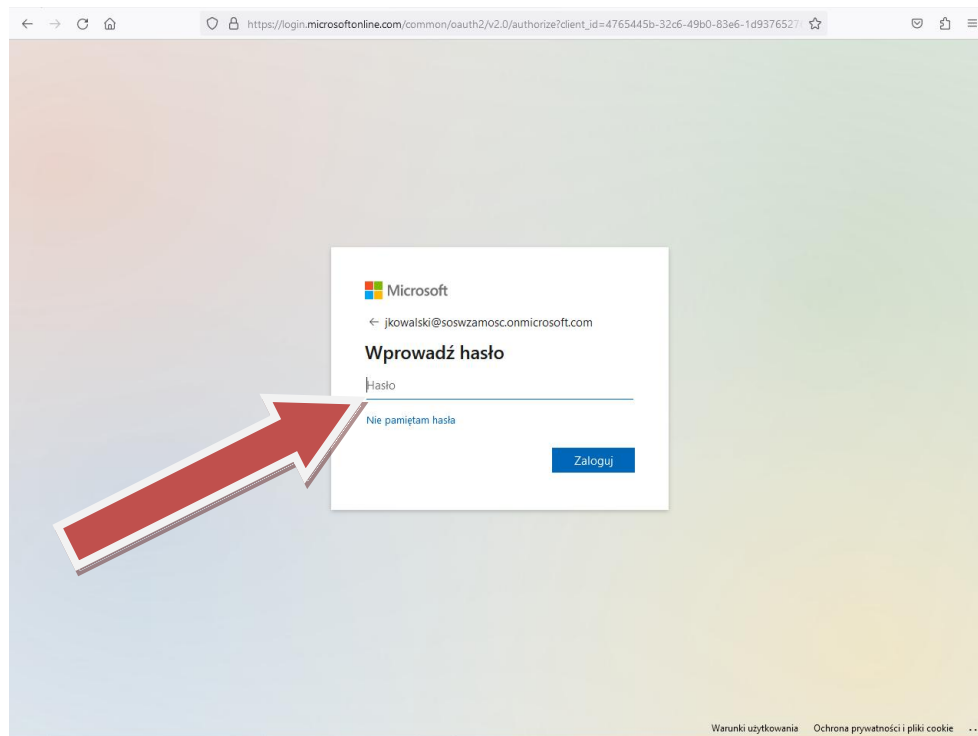 https://login.microsoftonline.com/common/oauth2/v2.0/authorize?client_id=4765445b-32c6-49b0-83e6-1d9376527
Microsoft
← jkowalski@soswzamosc.onmicrosoft.com
Wprowadź hasło
Hasło
Nie pamiętam hasła
Zaloguj
Warunki użytkowania Ochrona prywatności i pliki cookie ...